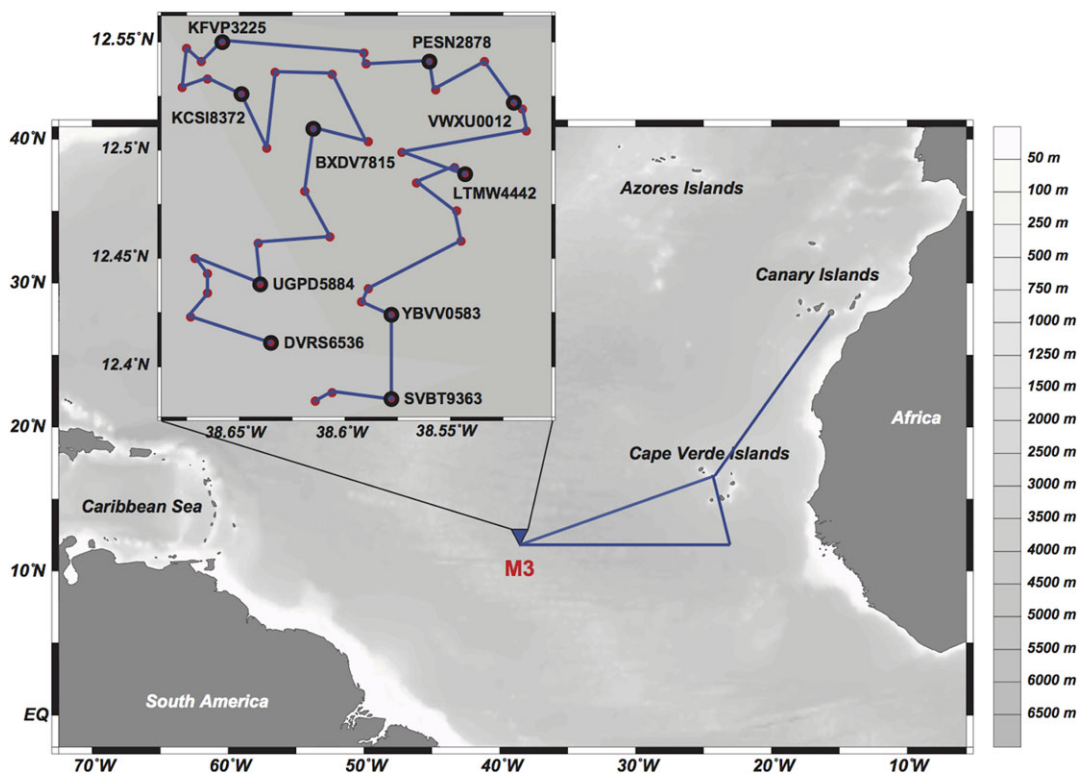 KFVP3225
PESN2878
KCSI8372
VWXU0012
BXDV7815
LTMW4442
UGPD5884
YBVV0583
DVRS6536
SVBT9363
12.55°N
12.5°N
12.45°N
12.4°N
38.65°W
38.6°W
38.55°W
40°N
30°N
20°N
10°N
EQ
70°W
60°W
50°W
40°W
30°W
20°W
10°W
Azores Islands
Canary Islands
Africa
Cape Verde Islands
Caribbean Sea
M3
South America
50 m
100 m
250 m
500 m
750 m
1000 m
1250 m
1500 m
2000 m
2500 m
3000 m
3500 m
4000 m
4500 m
5000 m
5500 m
6000 m
6500 m